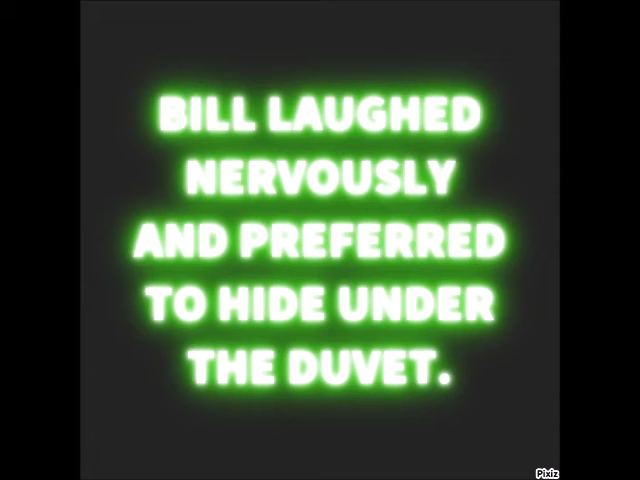 BILL LAUGHED
NERVOUSLY
AND PREFERRED
TO HIDE UNDER
THE DUVET.
Pixiz